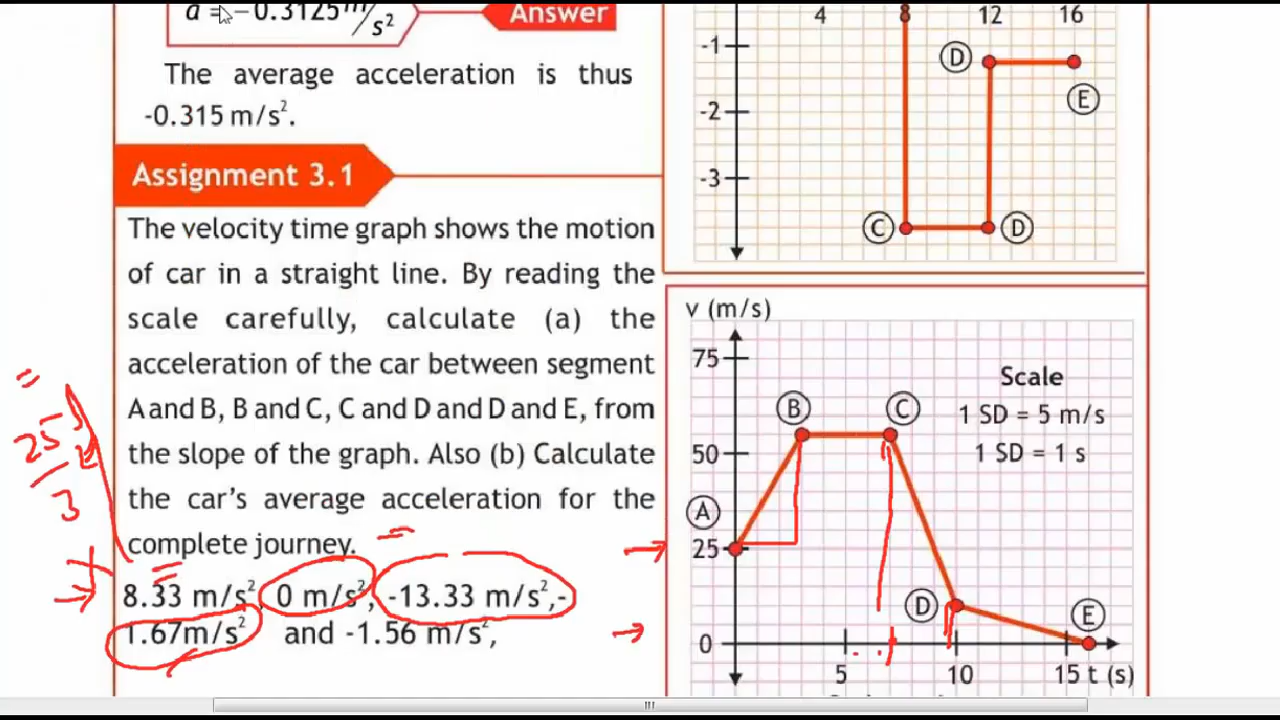 a = -0.3125 m/s²
Answer
The average acceleration is thus
-0.315 m/s².
Assignment 3.1
The velocity time graph shows the motion
of car in a straight line. By reading the
scale carefully, calculate (a) the
acceleration of the car between segment
A and B, B and C, C and D and D and E, from
the slope of the graph. Also (b) Calculate
the car's average acceleration for the
complete journey.
8.33 m/s², 0 m/s², -13.33 m/s²,-
1.67m/s² and -1.56 m/s²,
=
25
3
4 8 12 16
-1
-2
-3
D
E
C
D
v (m/s)
75
50
25
0
Scale
1 SD = 5 m/s
1 SD = 1 s
A
B
C
D
E
5 10 15 t (s)